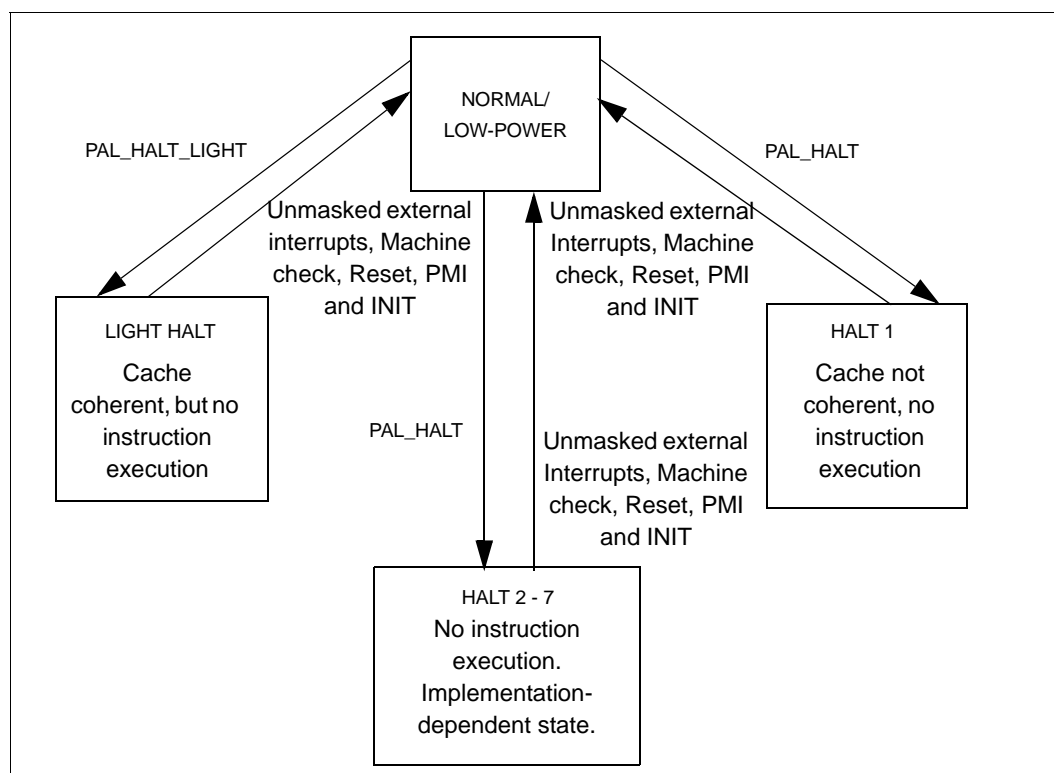 NORMAL/
LOW-POWER
PAL_HALT_LIGHT
PAL_HALT
Unmasked external
interrupts, Machine
check, Reset, PMI
and INIT
Unmasked external
Interrupts, Machine
check, Reset, PMI
and INIT
LIGHT HALT
Cache
coherent, but no
instruction
execution
HALT 1
Cache not
coherent, no
instruction
execution
PAL_HALT
Unmasked external
Interrupts, Machine
check, Reset, PMI
and INIT
HALT 2 - 7
No instruction
execution.
Implementation-
dependent state.